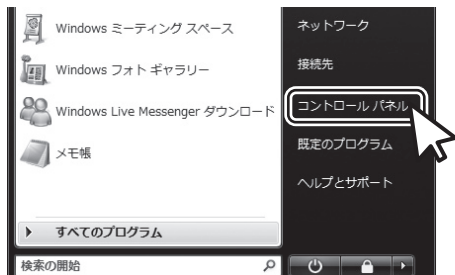 Windows ミーティング スペース
Windows フォト ギャラリー
Windows Live Messenger ダウンロード
メモ帳
すべてのプログラム
検索の開始
ネットワーク
接続先
コントロール パネル
既定のプログラム
ヘルプとサポート